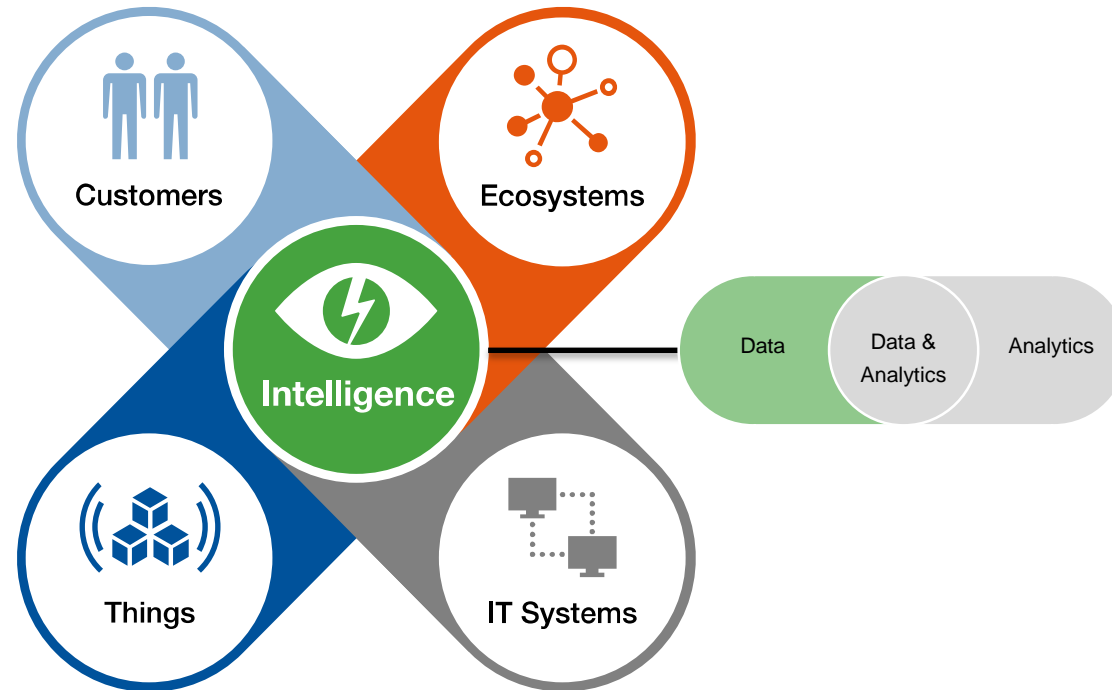 Customers
Ecosystems
Intelligence
Data
Data &
Analytics
Analytics
Things
IT Systems